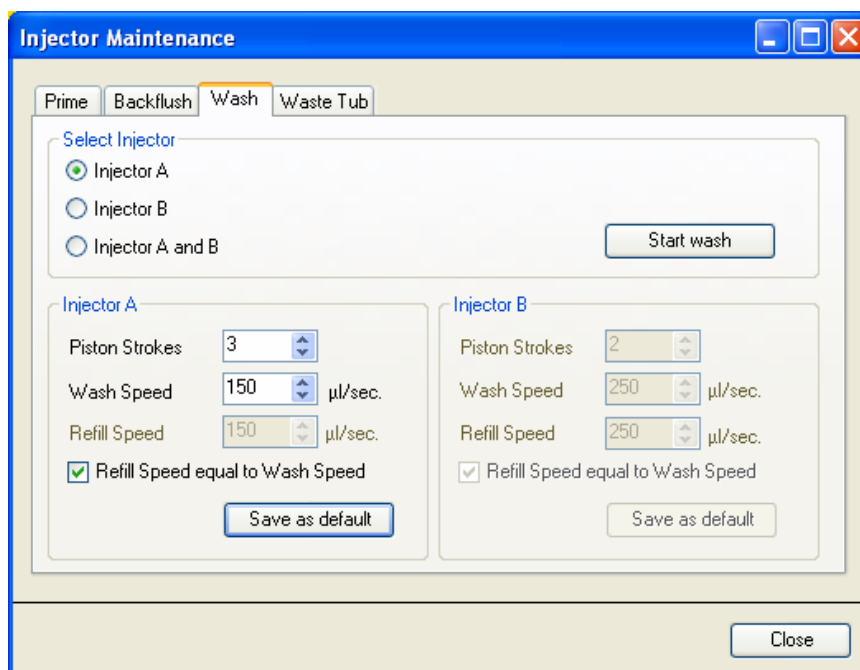 Injector Maintenance
Prime Backflush Wash Waste Tub
Select Injector
Injector A
Injector B
Injector A and B
Start wash
Injector A
Piston Strokes 3
Wash Speed 150 µl/sec.
Refill Speed 150 µl/sec.
Refill Speed equal to Wash Speed
Save as default
Injector B
Piston Strokes 2
Wash Speed 250 µl/sec.
Refill Speed 250 µl/sec.
Refill Speed equal to Wash Speed
Save as default
Close